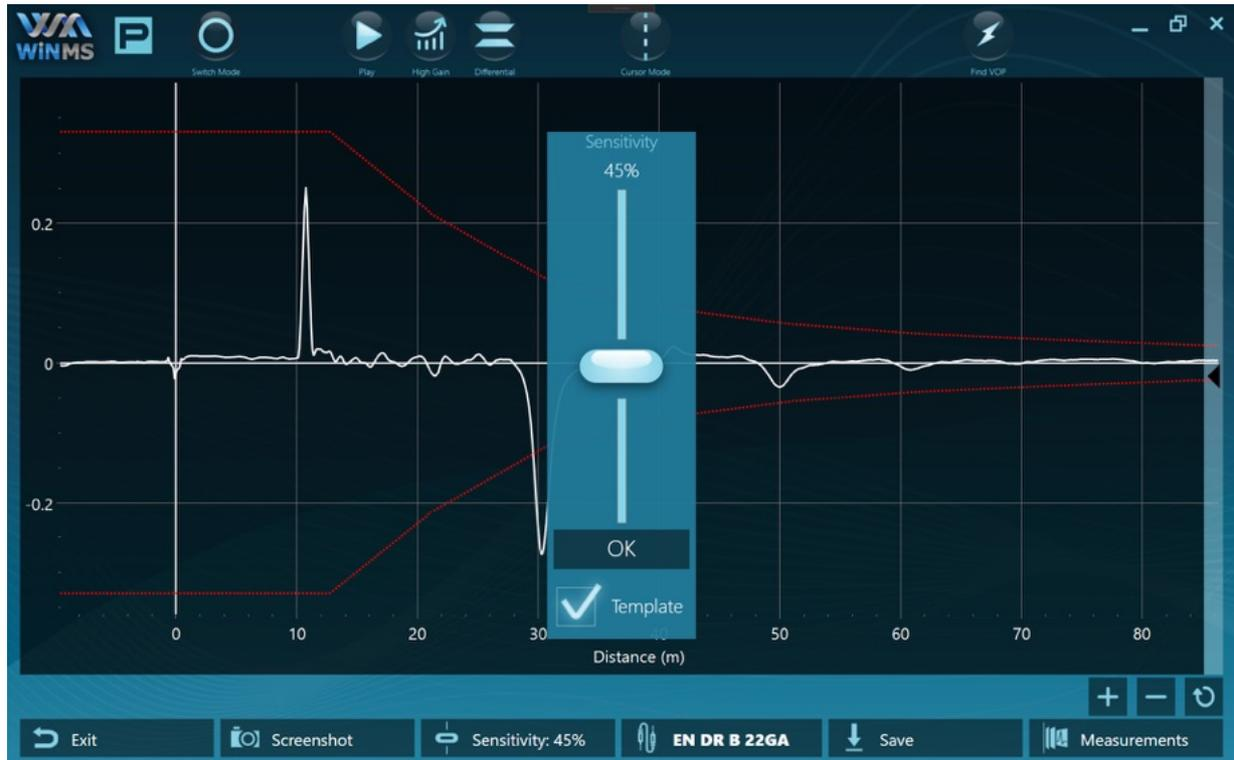 WiNMS
P
Switch Mode
Play
High Gain
Differential
Cursor Mode
Find VOP
Sensitivity
45%
0.2
0
-0.2
OK
Template
0
10
20
30
40
50
60
70
80
Distance (m)
Exit
Screenshot
Sensitivity: 45%
EN DR B 22GA
Save
Measurements